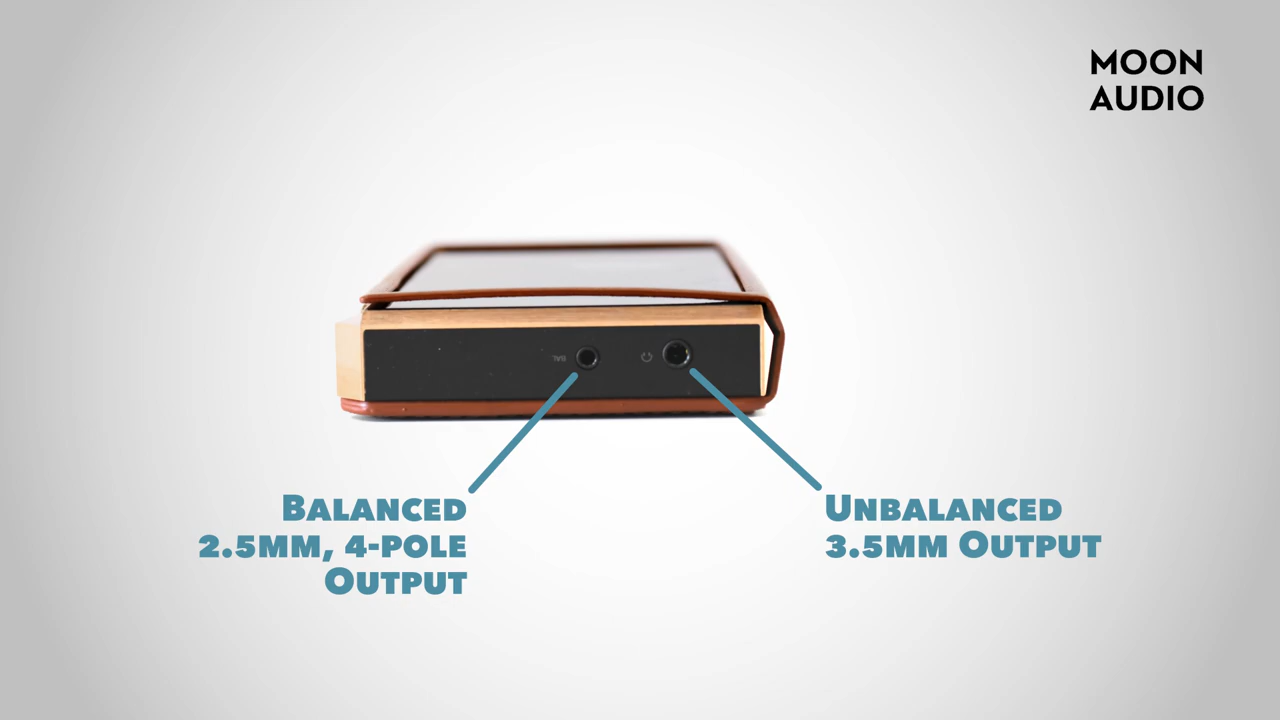 MOON
AUDIO
BAL
BALANCED
2.5MM, 4-POLE
OUTPUT
UNBALANCED
3.5MM OUTPUT